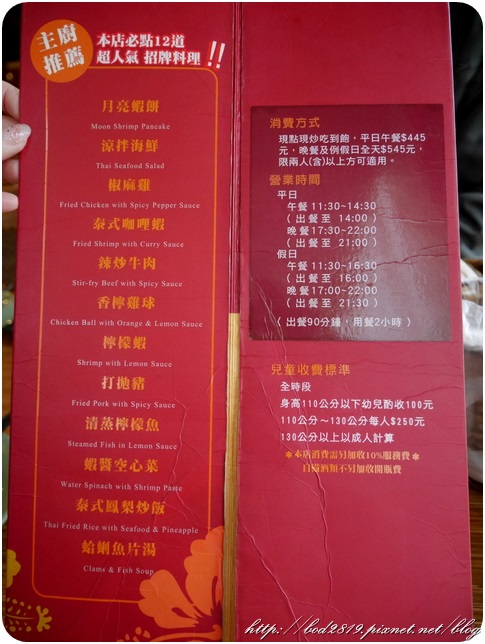 主廚
推薦
本店必點12道
超人氣 招牌料理!!
月亮蝦餅
Moon Shrimp Pancake
涼拌海鮮
Thai Seafood Salad
椒麻雞
Fried Chicken with Spicy Pepper Sauce
泰式咖哩蝦
Fried Shrimp with Curry Sauce
辣炒牛肉
Stir-fry Beef with Spicy Sauce
香檸雞球
Chicken Ball with Orange & Lemon Sauce
檸檬蝦
Shrimp with Lemon Sauce
打拋豬
Fried Pork with Spicy Sauce
清蒸檸檬魚
Steamed Fish in Lemon Sauce
蝦醬空心菜
Water Spinach with Shrimp Paste
泰式鳳梨炒飯
Thai Fried Rice with Seafood & Pineapple
蛤蜊魚片湯
Clams & Fish Soup
消費方式
現點現炒吃到飽，平日午餐$445
元，晚餐及例假日全天$545元，
限兩人(含)以上方可適用。
營業時間
平日
午餐 11:30~14:30
( 出餐至 14:00 )
晚餐 17:30~22:00
( 出餐至 21:00 )
假日
午餐 11:30~16:30
( 出餐至 16:00 )
晚餐 17:00~22:00
( 出餐至 21:30 )
( 出餐90分鐘，用餐2小時 )
兒童收費標準
全時段
身高110公分以下幼兒酌收100元
110公分~130公分每人$250元
130公分以上以成人計算
＊本店消費需另加收10%服務費＊
自備酒類不另加收開瓶費
http://bod2819.pixnet.net/blog